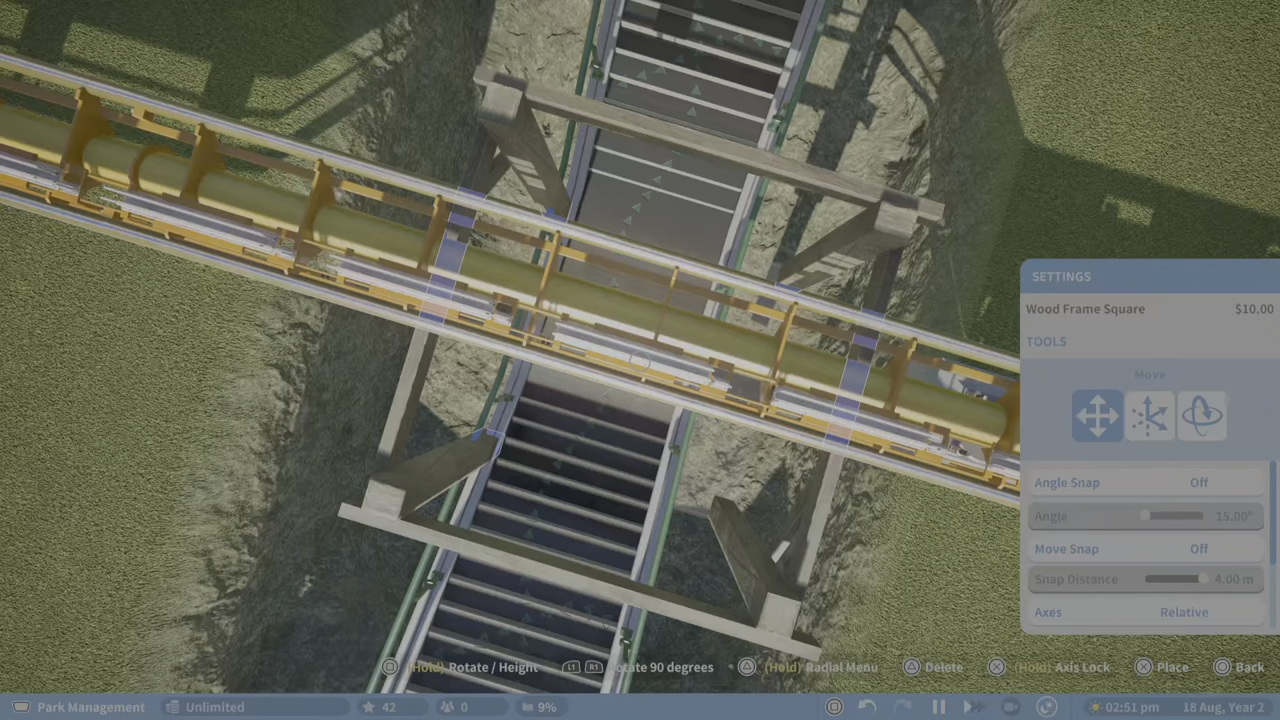 SETTINGS
Wood Frame Square $10.00
TOOLS
Move
Angle Snap Off
Angle 15.00°
Move Snap Off
Snap Distance 4.00 m
Axes Relative
(Hold) Rotate / Height L1 R1 Rotate 90 degrees (Hold) Radial Menu Delete (Hold) Axis Lock Place Back
Park Management Unlimited 42 0 9% 02:51 pm 18 Aug, Year 2